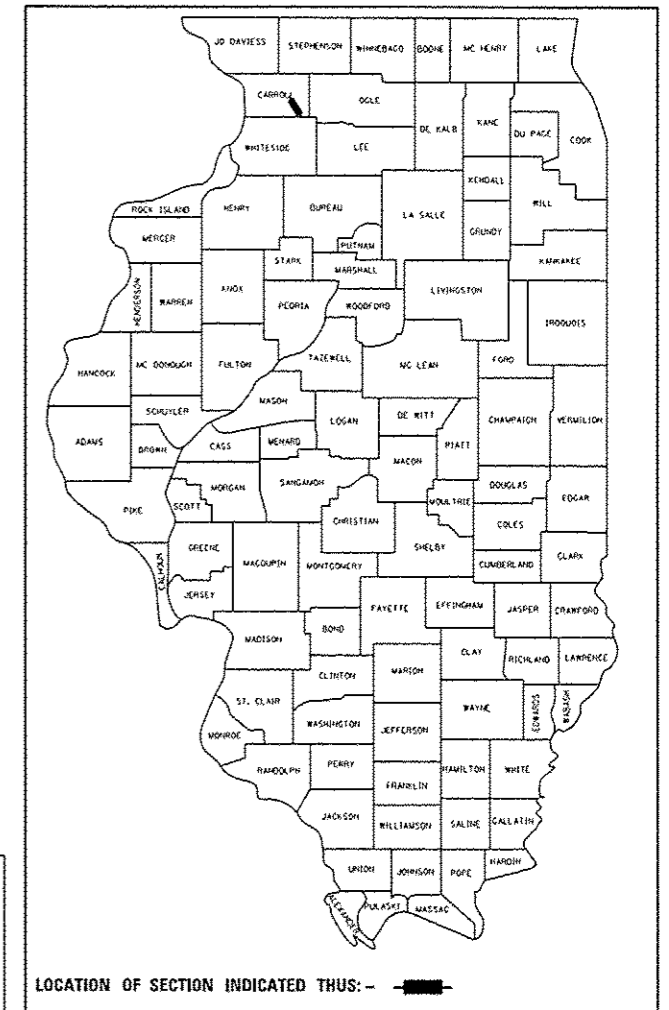 JO DAVIESS STEPHENSON WINNEBAGO BOONE MC HENRY LAKE
CARROLL OGLE DE KALB KANE DU PAGE COOK
WHITESIDE LEE KENDALL WILL
ROCK ISLAND HENRY BUREAU LA SALLE GRUNDY
MERCER PUTNAM KANKAKEE
STARK MARSHALL
HENDERSON WARREN KNOX PEORIA WOODFORD LIVINGSTON IROQUOIS
HANCOCK MC DONOUGH FULTON TAZEWELL MC LEAN FORD
SCHUYLER MASON CHAMPAIGN VERMILION
ADAMS BROWN CASS MENARD LOGAN DE WITT PIATT
MACON
PIKE SCOTT MORGAN SANGAMON MOULTRIE DOUGLAS EDGAR
CHRISTIAN COLES
CALHOUN GREENE MACOUPIN MONTGOMERY SHELBY CUMBERLAND CLARK
JERSEY
MADISON BOND FAYETTE EFFINGHAM JASPER CRAWFORD
CLAY RICHLAND LAWRENCE
CLINTON MARION
ST. CLAIR WAYNE EDWARDS WABASH
MONROE WASHINGTON JEFFERSON
RANDOLPH PERRY HAMILTON WHITE
FRANKLIN
JACKSON WILLIAMSON SALINE GALLATIN
UNION JOHNSON POPE HARDIN
ALEXANDER PULASKI MASSAC
LOCATION OF SECTION INDICATED THUS: -